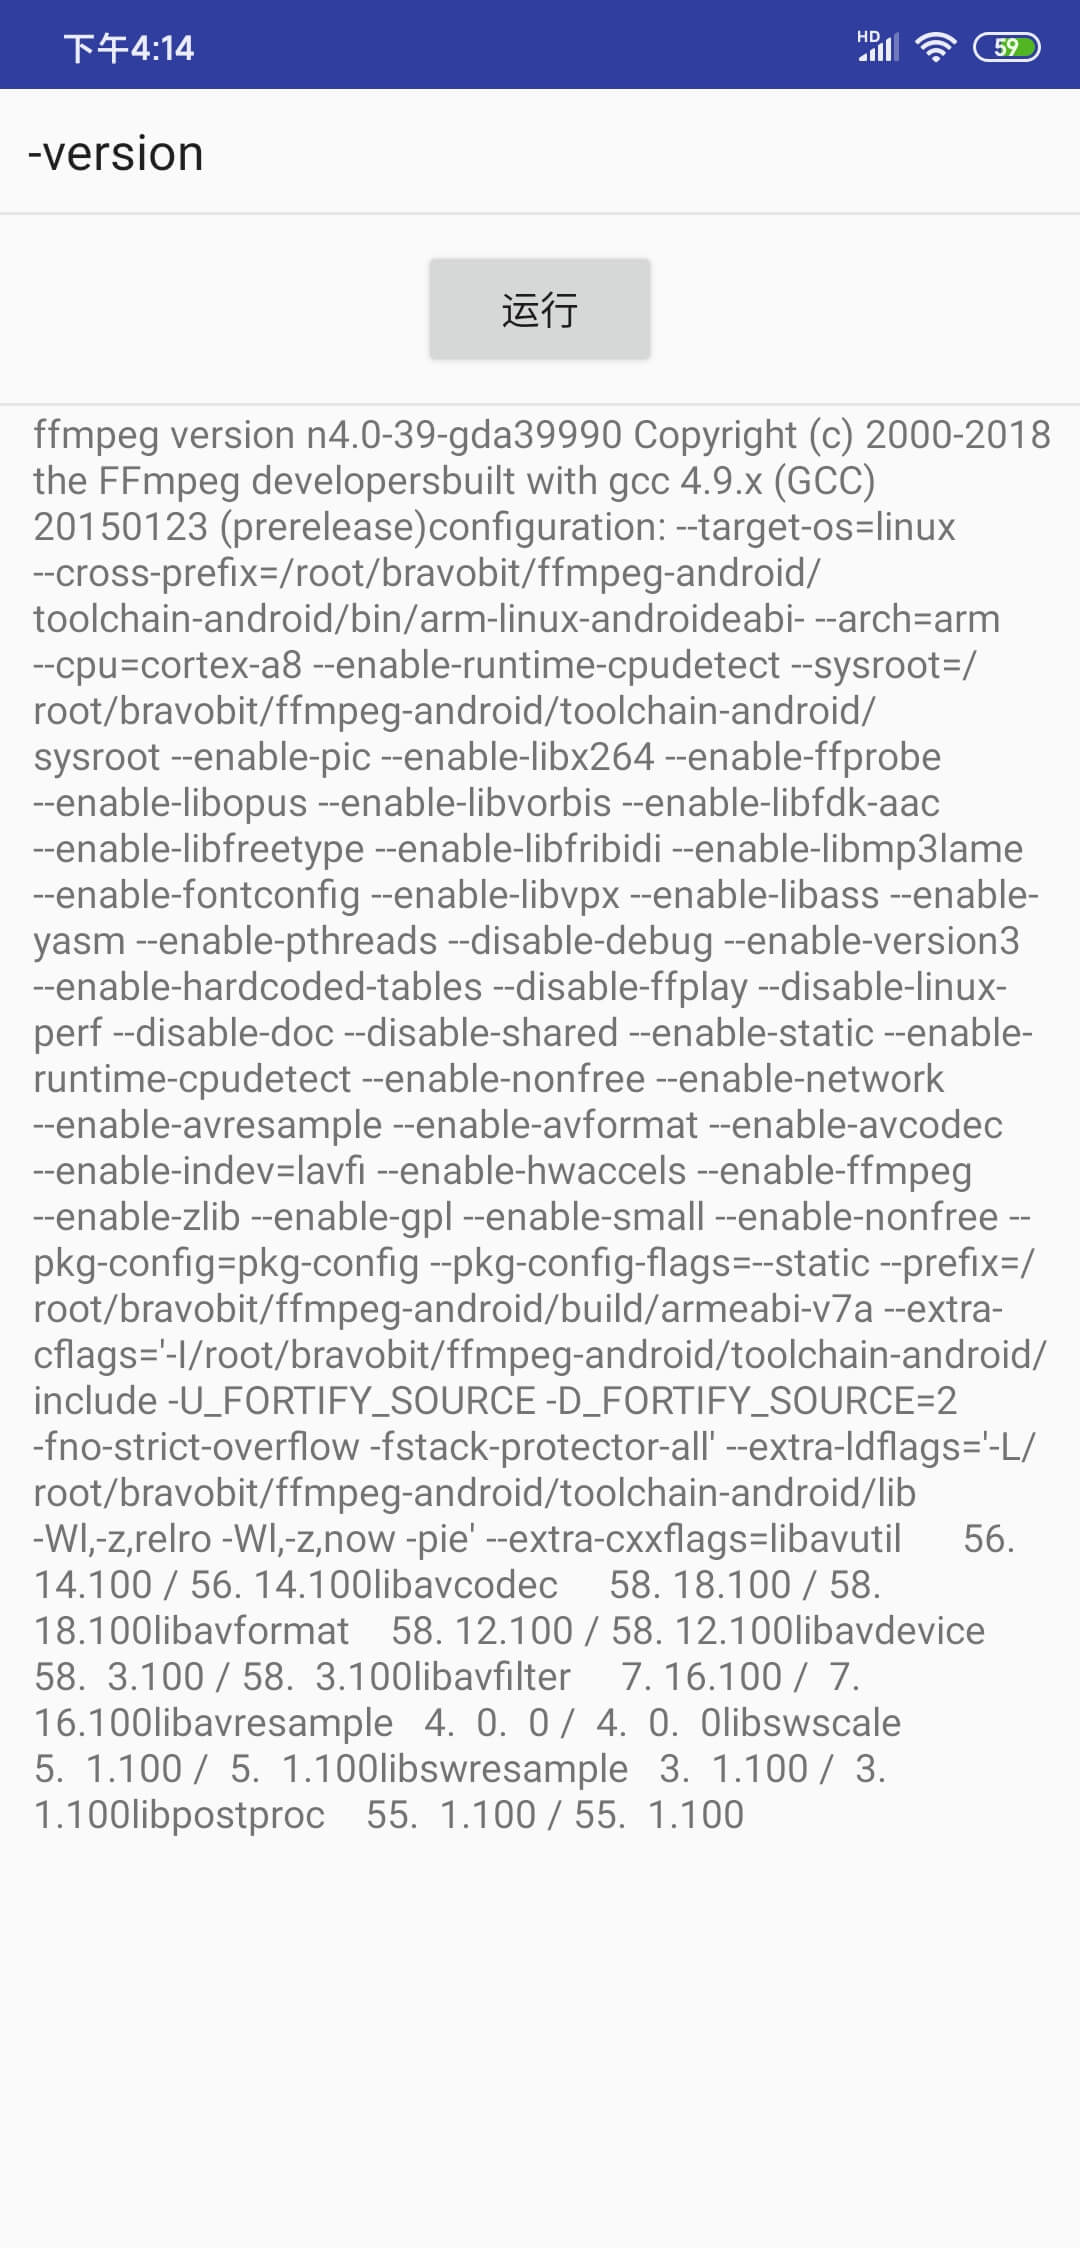 下午4:14
HD
59
-version
运行
ffmpeg version n4.0-39-gda39990 Copyright (c) 2000-2018
the FFmpeg developersbuilt with gcc 4.9.x (GCC)
20150123 (prerelease)configuration: --target-os=linux
--cross-prefix=/root/bravobit/ffmpeg-android/
toolchain-android/bin/arm-linux-androideabi- --arch=arm
--cpu=cortex-a8 --enable-runtime-cpudetect --sysroot=/
root/bravobit/ffmpeg-android/toolchain-android/
sysroot --enable-pic --enable-libx264 --enable-ffprobe
--enable-libopus --enable-libvorbis --enable-libfdk-aac
--enable-libfreetype --enable-libfribidi --enable-libmp3lame
--enable-fontconfig --enable-libvpx --enable-libass --enable-
yasm --enable-pthreads --disable-debug --enable-version3
--enable-hardcoded-tables --disable-ffplay --disable-linux-
perf --disable-doc --disable-shared --enable-static --enable-
runtime-cpudetect --enable-nonfree --enable-network
--enable-avresample --enable-avformat --enable-avcodec
--enable-indev=lavfi --enable-hwaccels --enable-ffmpeg
--enable-zlib --enable-gpl --enable-small --enable-nonfree --
pkg-config=pkg-config --pkg-config-flags=--static --prefix=/
root/bravobit/ffmpeg-android/build/armeabi-v7a --extra-
cflags='-I/root/bravobit/ffmpeg-android/toolchain-android/
include -U_FORTIFY_SOURCE -D_FORTIFY_SOURCE=2
-fno-strict-overflow -fstack-protector-all' --extra-ldflags='-L/
root/bravobit/ffmpeg-android/toolchain-android/lib
-Wl,-z,relro -Wl,-z,now -pie' --extra-cxxflags=libavutil      56.
14.100 / 56. 14.100libavcodec     58. 18.100 / 58.
18.100libavformat    58. 12.100 / 58. 12.100libavdevice
58.  3.100 / 58.  3.100libavfilter     7. 16.100 /  7.
16.100libavresample   4.  0.  0 /  4.  0.  0libswscale
5.  1.100 /  5.  1.100libswresample   3.  1.100 /  3.
1.100libpostproc    55.  1.100 / 55.  1.100